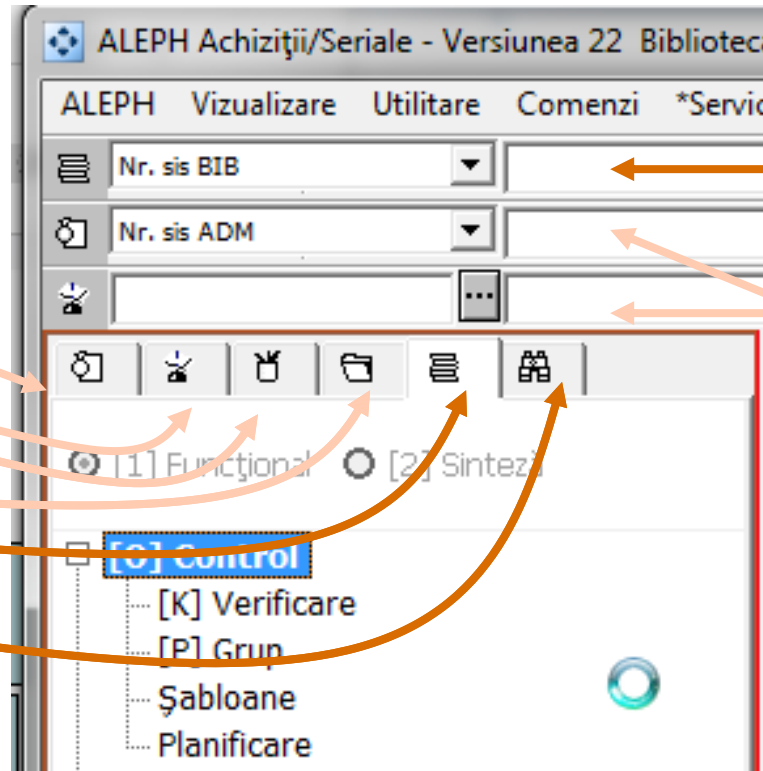 ALEPH Achiziţii/Seriale - Versiunea 22 Bibliotec
ALEPH Vizualizare Utilitare Comenzi *Servic
Nr. sis BIB
Nr. sis ADM
...
[1] Funcţional [2] Sinteză
[O] Control
[K] Verificare
[P] Grup
Şabloane
Planificare